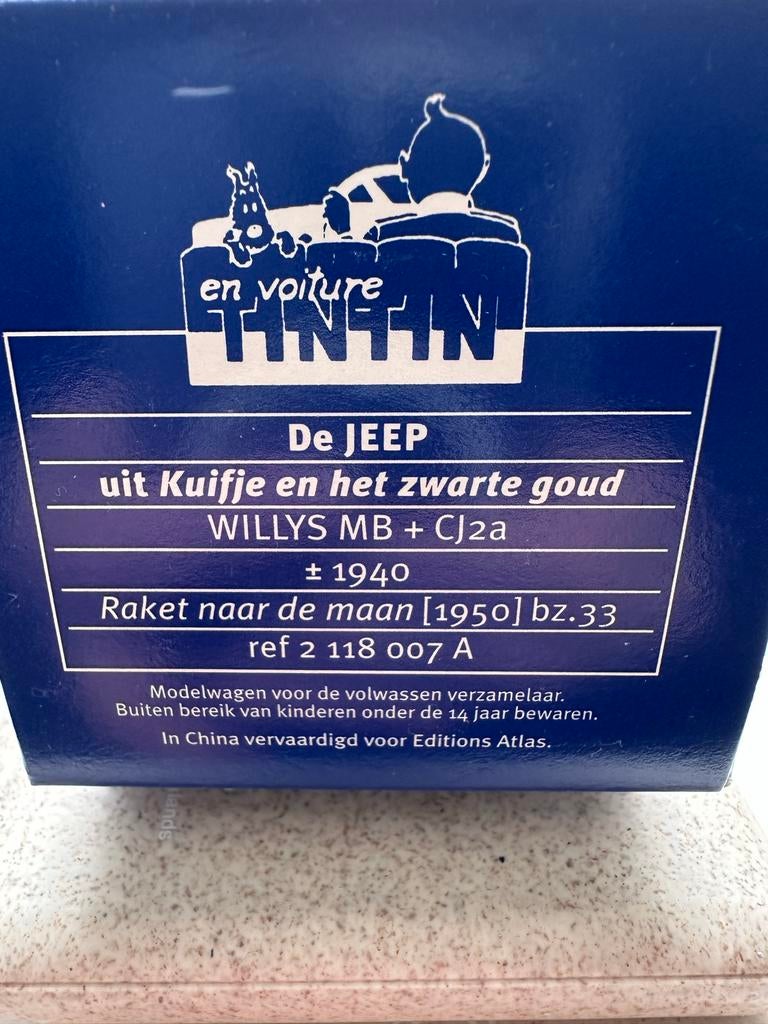 en voiture
TINTIN
De JEEP
uit Kuifje en het zwarte goud
WILLYS MB + CJ2a
± 1940
Raket naar de maan [1950] bz.33
ref 2 118 007 A
Modelwagen voor de volwassen verzamelaar.
Buiten bereik van kinderen onder de 14 jaar bewaren.
In China vervaardigd voor Editions Atlas.